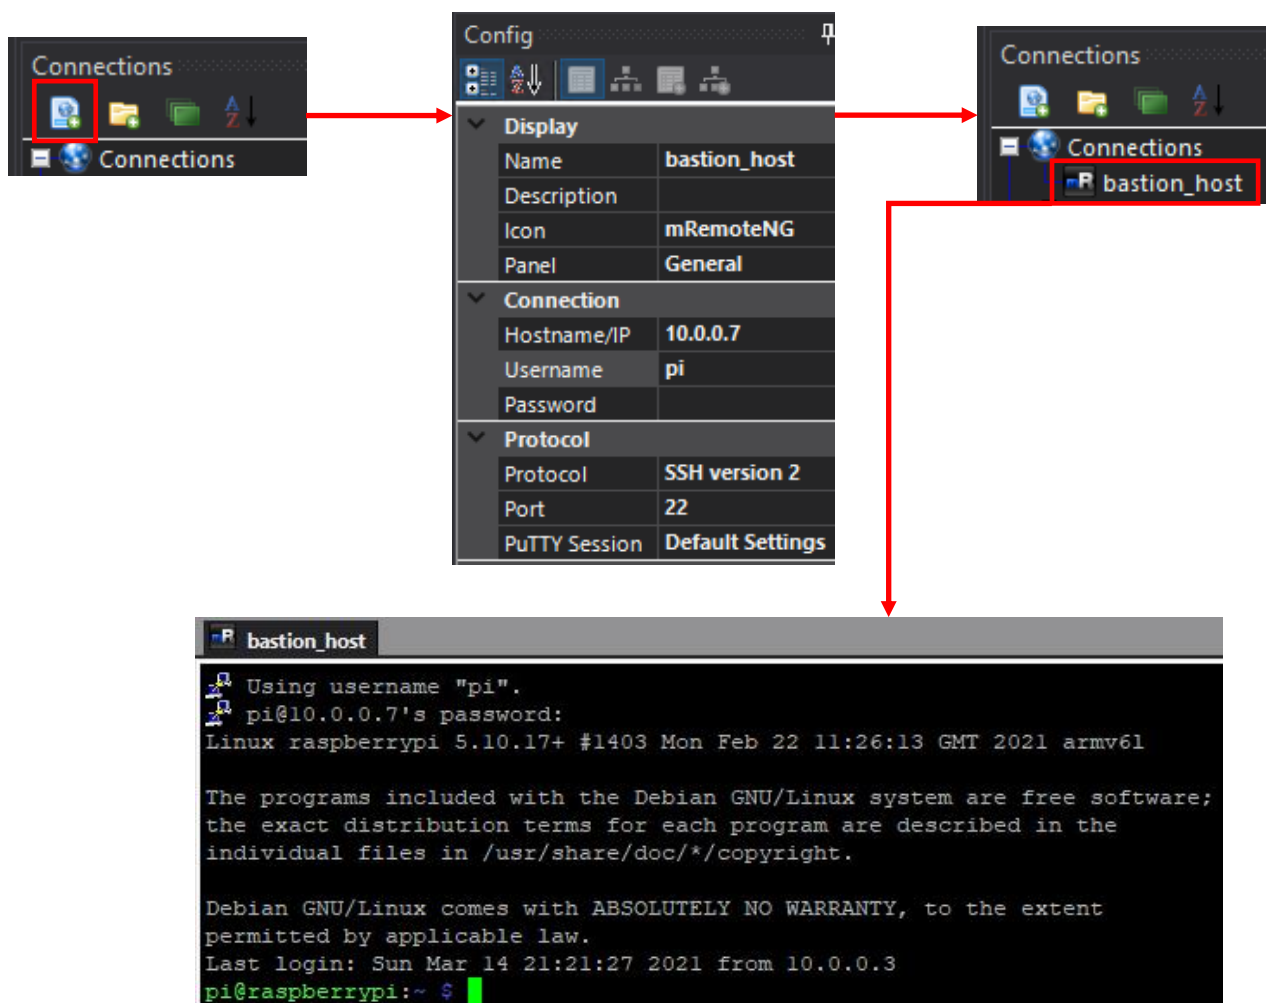 Connections
Connections
Config
Display
Name bastion_host
Description
Icon mRemoteNG
Panel General
Connection
Hostname/IP 10.0.0.7
Username pi
Password
Protocol
Protocol SSH version 2
Port 22
PuTTY Session Default Settings
Connections
Connections
bastion_host
bastion_host
Using username "pi".
pi@10.0.0.7's password:
Linux raspberrypi 5.10.17+ #1403 Mon Feb 22 11:26:13 GMT 2021 armv6l
The programs included with the Debian GNU/Linux system are free software;
the exact distribution terms for each program are described in the
individual files in /usr/share/doc/*/copyright.
Debian GNU/Linux comes with ABSOLUTELY NO WARRANTY, to the extent
permitted by applicable law.
Last login: Sun Mar 14 21:21:27 2021 from 10.0.0.3
pi@raspberrypi:~ $